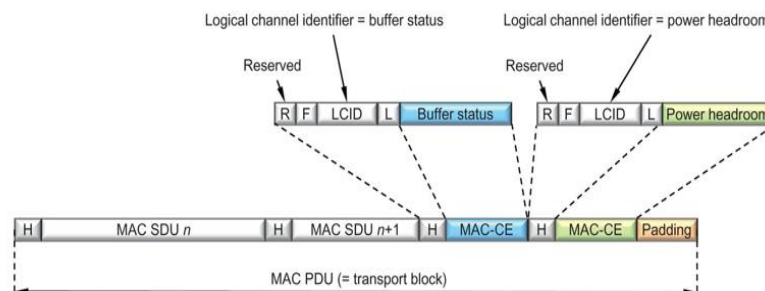 Logical channel identifier = buffer status Logical channel identifier = power headroom
Reserved Reserved
R F LCID L Buffer status R F LCID L Power headroom
H MAC SDU n H MAC SDU n+1 H MAC-CE H MAC-CE Padding
MAC PDU (= transport block)